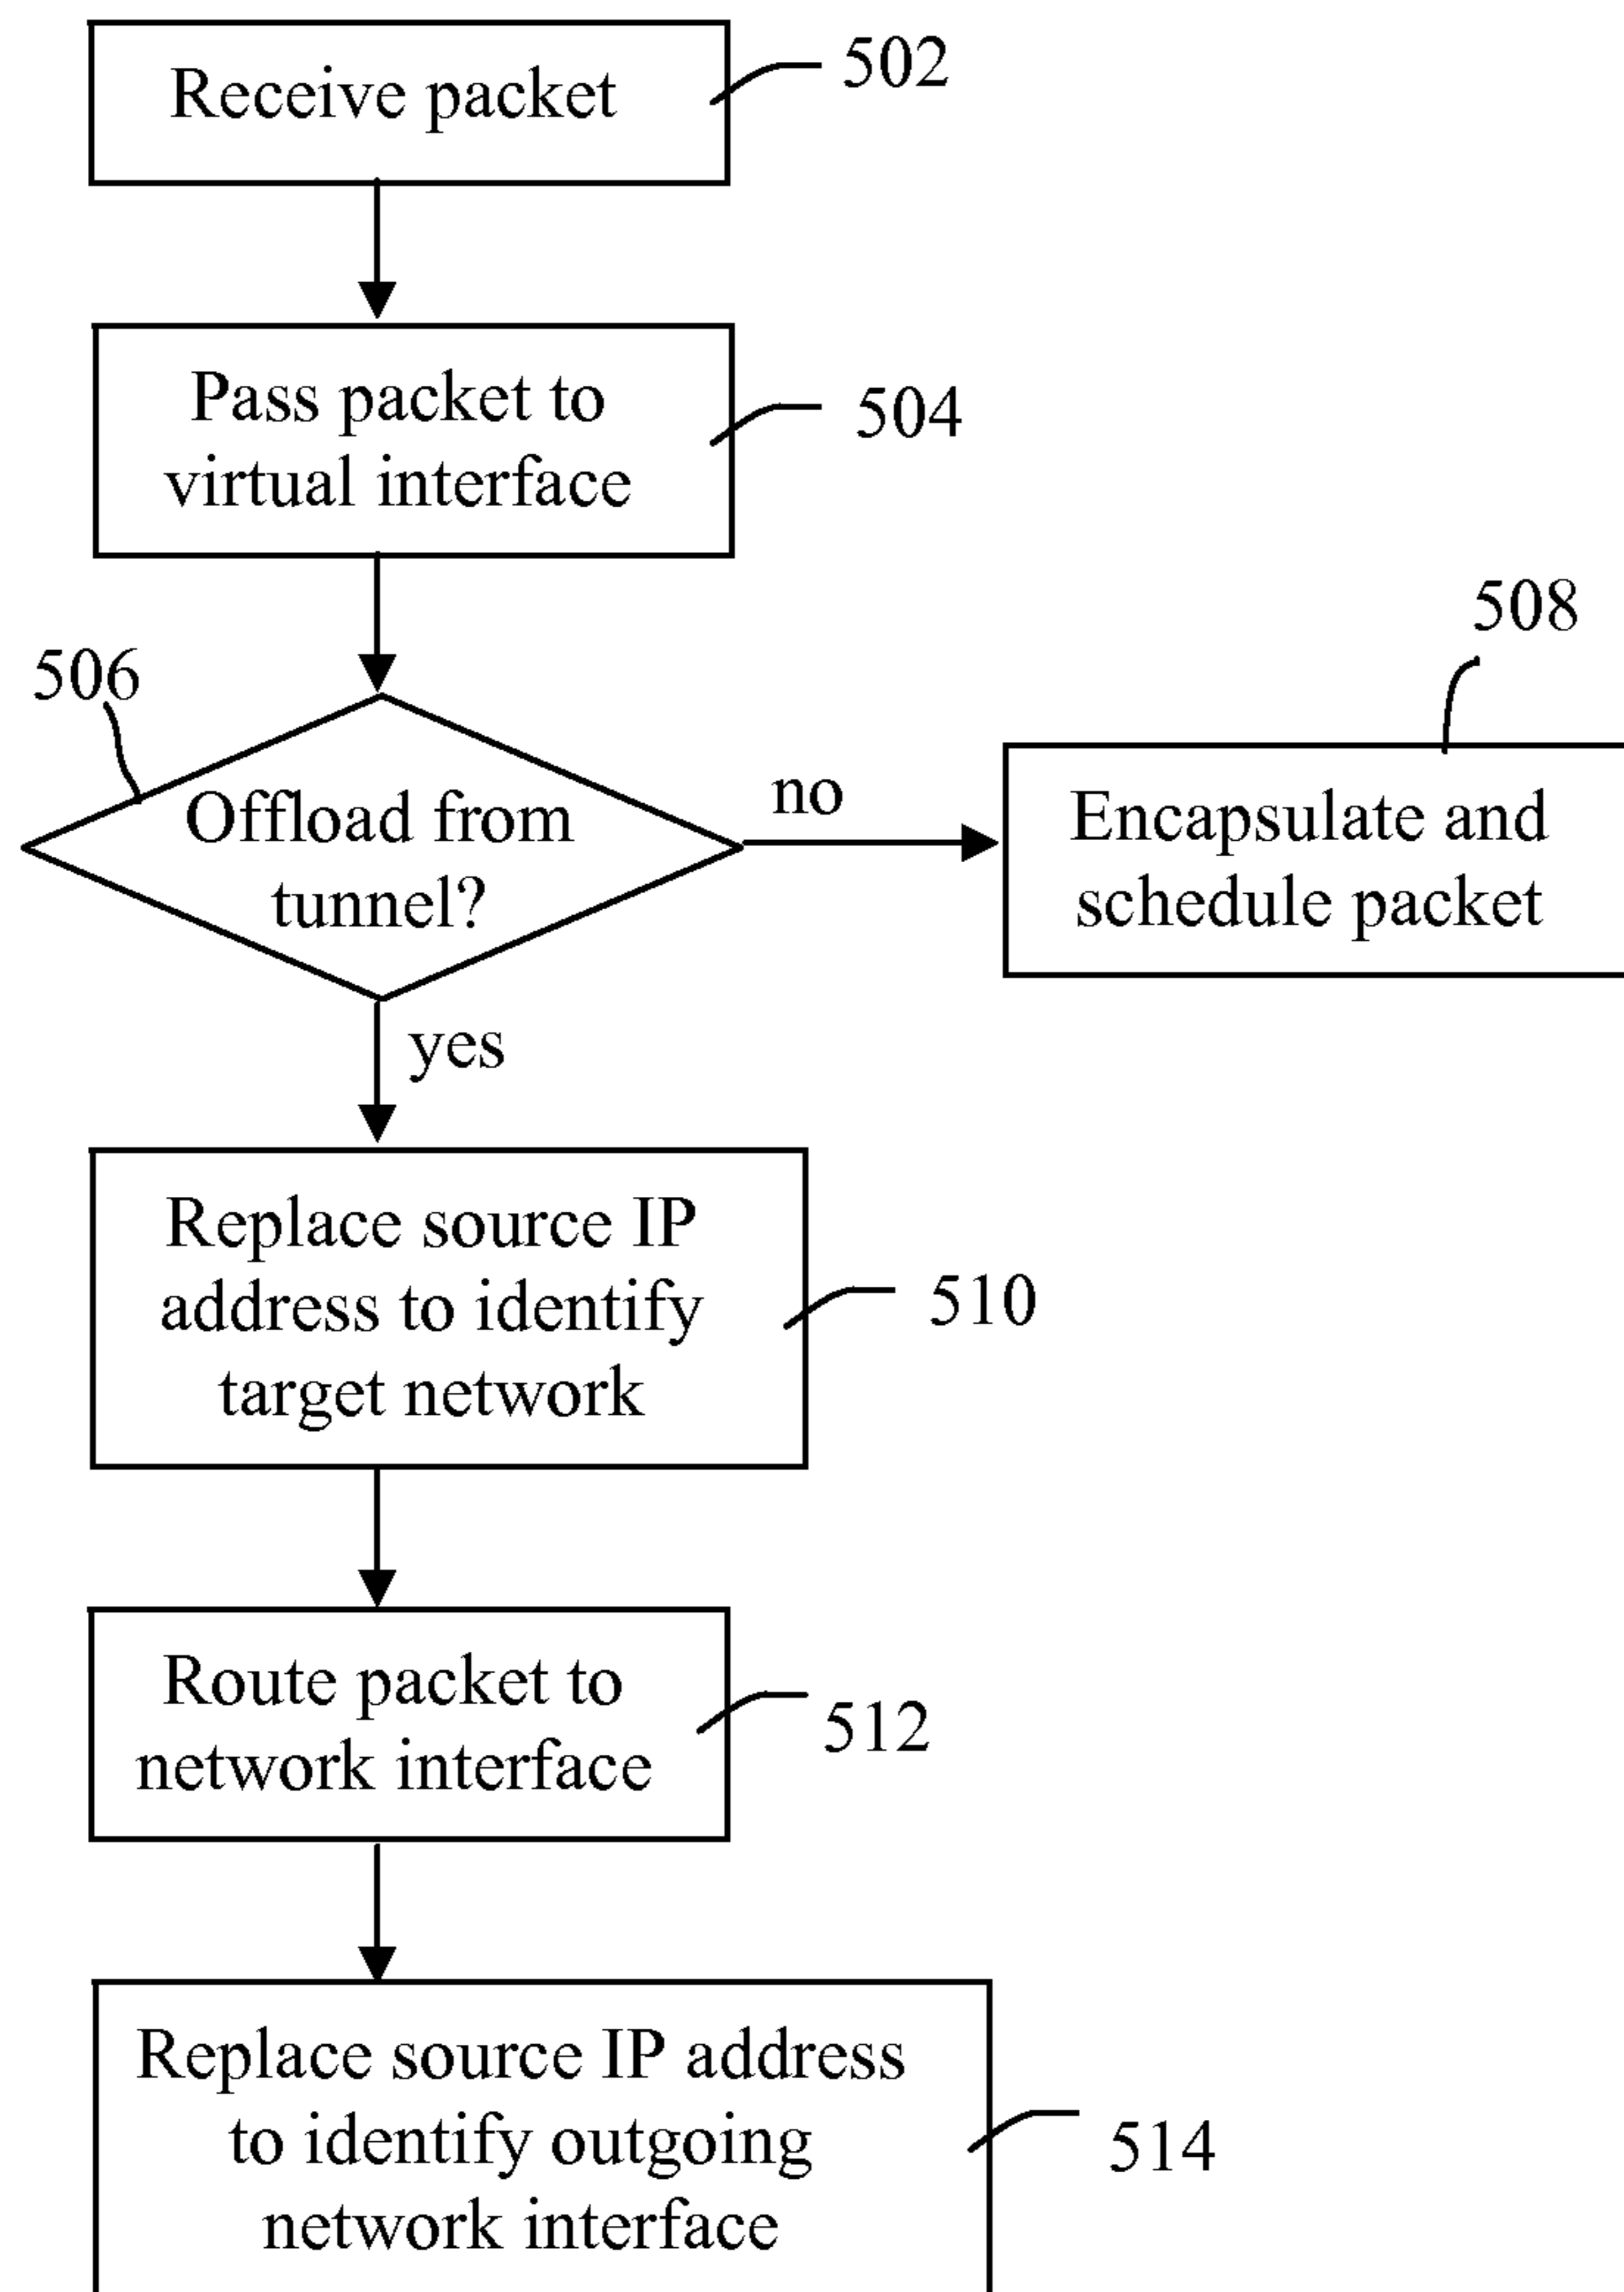 Receive packet
502
Pass packet to
virtual interface
504
506
Offload from
tunnel?
no
508
Encapsulate and
schedule packet
yes
Replace source IP
address to identify
target network
510
Route packet to
network interface
512
Replace source IP address
to identify outgoing
network interface
514